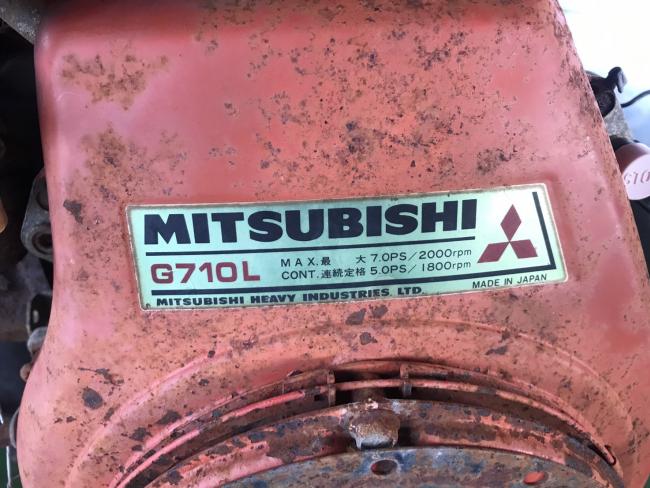 MITSUBISHI
G710L
MAX.最 大 7.0PS/2000rpm
CONT.連続定格 5.0PS/1800rpm
MITSUBISHI HEAVY INDUSTRIES, LTD.
MADE IN JAPAN